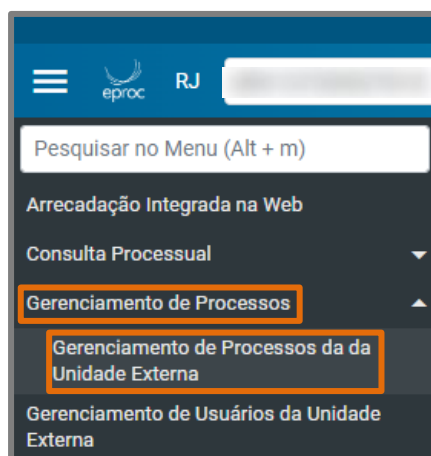 eproc
RJ
Pesquisar no Menu (Alt + m)
Arrecadação Integrada na Web
Consulta Processual
Gerenciamento de Processos
Gerenciamento de Processos da da
Unidade Externa
Gerenciamento de Usuários da Unidade
Externa